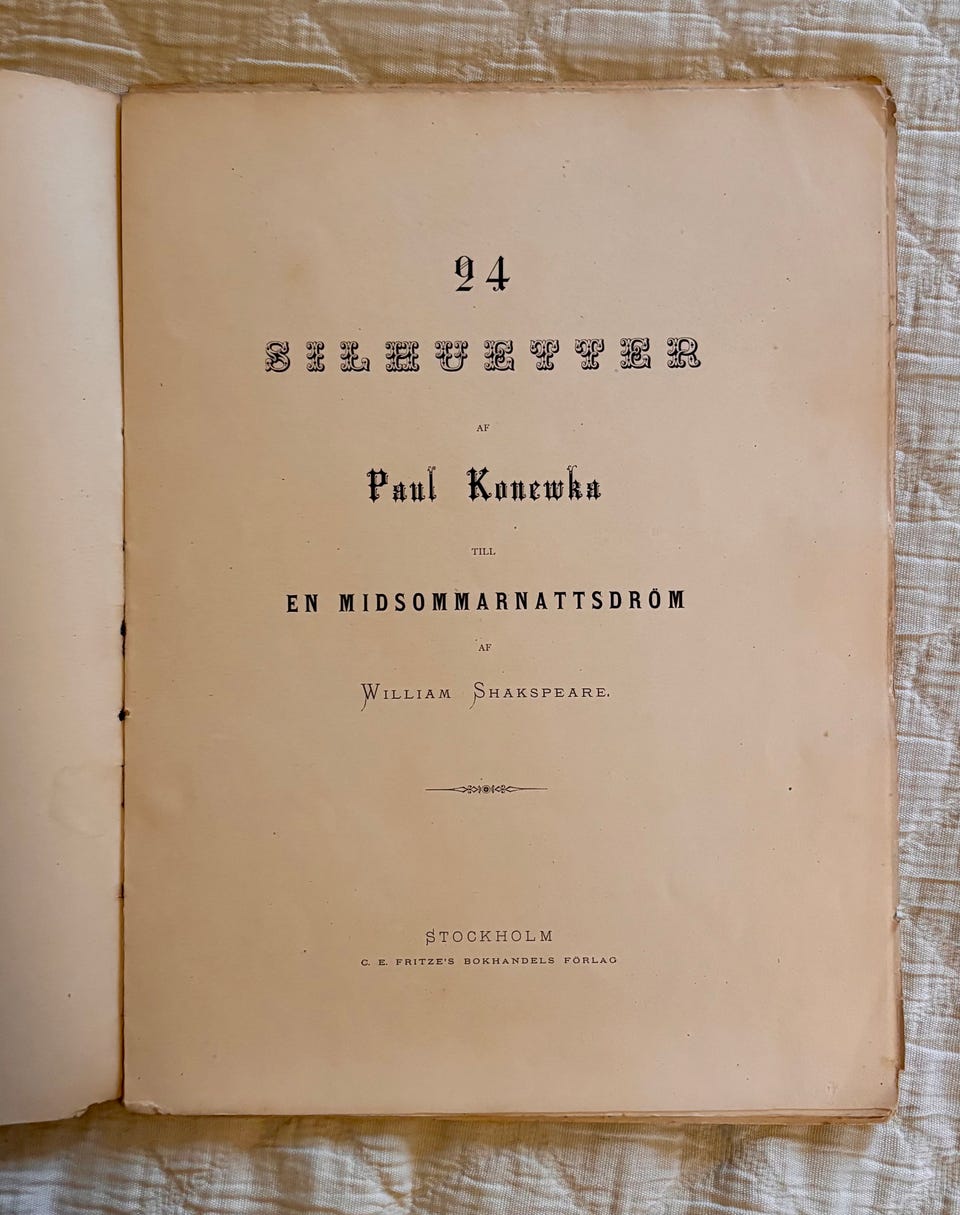 24
SILHUETTER
AF
Paul Konewka
TILL
EN MIDSOMMARNATTSDRÖM
AF
WILLIAM SHAKSPEARE.
STOCKHOLM
C. E. FRITZE'S BOKHANDELS FÖRLAG